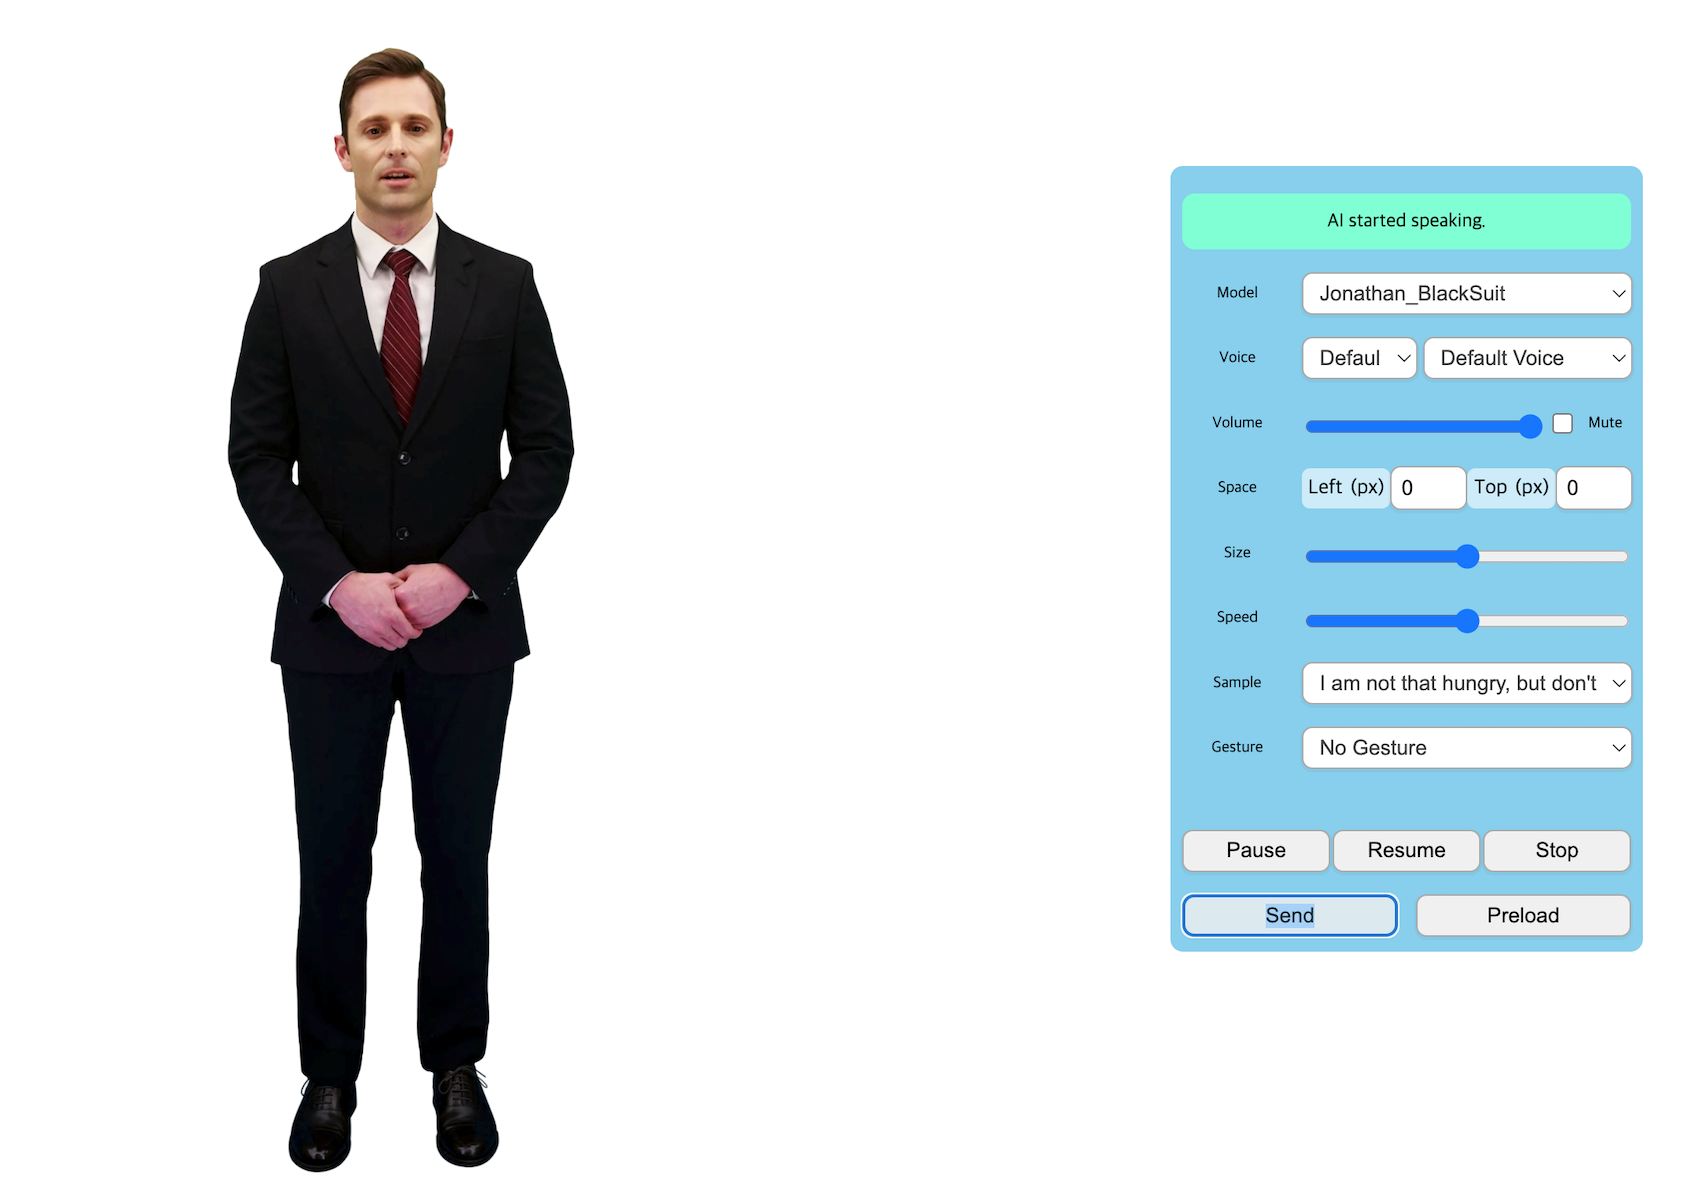 AI started speaking.
Model Jonathan_BlackSuit
Voice Defaul Default Voice
Volume Mute
Space Left (px) 0 Top (px) 0
Size
Speed
Sample I am not that hungry, but don't
Gesture No Gesture
Pause Resume Stop
Send Preload